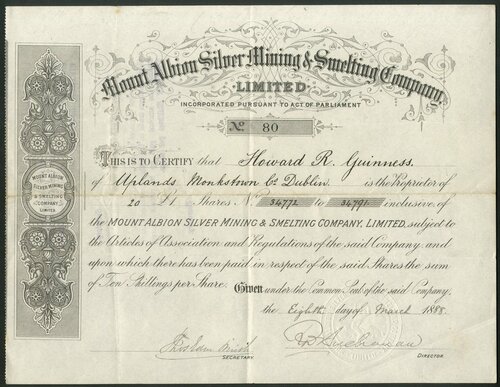 Mount Albion Silver Mining & Smelting Company,
LIMITED
INCORPORATED PURSUANT TO ACT OF PARLIAMENT
No. 80
THIS IS TO CERTIFY that Howard R. Guinness
of Uplands Monkstown Co. Dublin. is the Proprietor of
20 £1 Shares No. 34772 to 34791 inclusive of
the MOUNT ALBION SILVER MINING & SMELTING COMPANY, LIMITED, subject to
the Articles of Association and Regulations of the said Company and
upon which there has been paid in respect of the said Shares the sum
of Ten Shillings per Share. Given under the Common Seal of the said Company,
the Eighth day of March 1888.
SECRETARY.
DIRECTOR.
MOUNT ALBION
SILVER MINING
& SMELTING
COMPANY
LIMITED